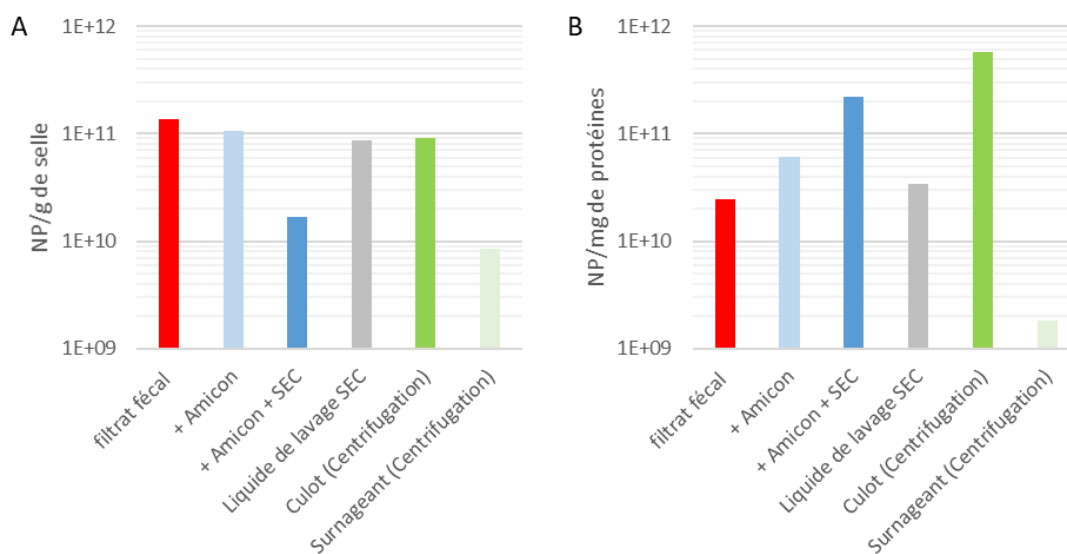 A
1E+12
1E+11
1E+10
1E+09
NP/g de selle
filtrat fécal
+ Amicon
+ Amicon + SEC
Liquide de lavage SEC
Culot (Centrifugation)
Surnageant (Centrifugation)
B
1E+12
1E+11
1E+10
1E+09
NP/mg de protéines
filtrat fécal
+ Amicon
+ Amicon + SEC
Liquide de lavage SEC
Culot (Centrifugation)
Surnageant (Centrifugation)